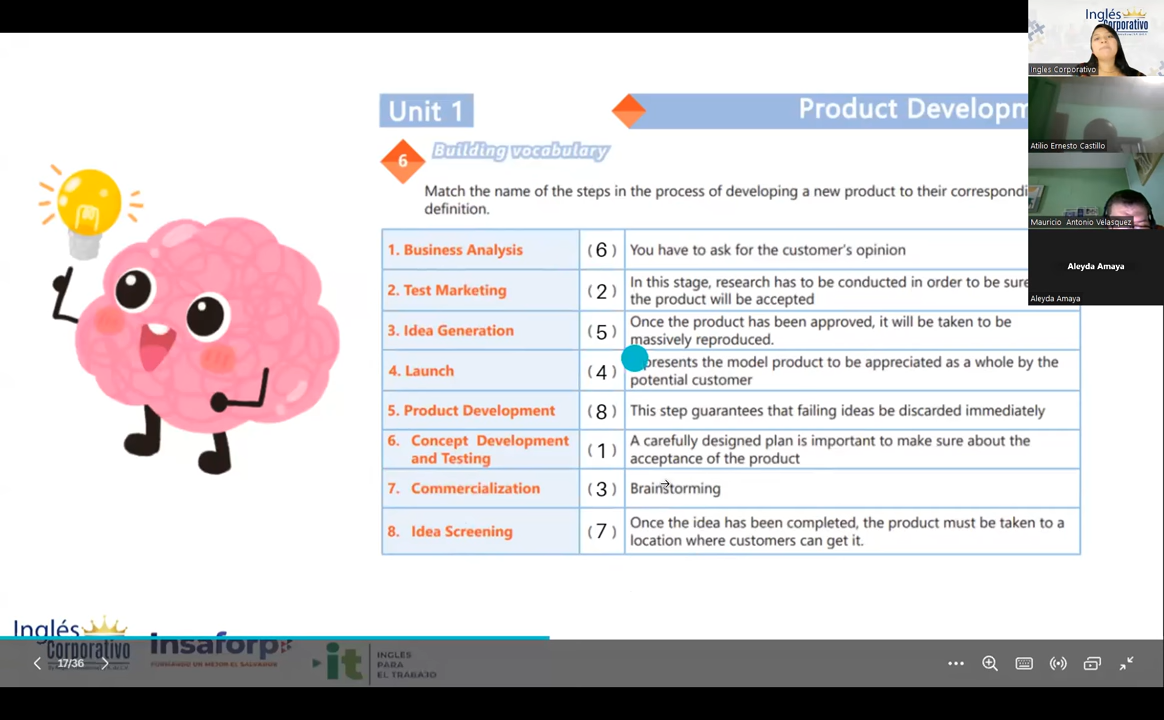 Inglés
Corporativo
Ingles Corporativo
Unit 1
Product Developm
Atilio Ernesto Castillo
6
Building vocabulary
Match the name of the steps in the process of developing a new product to their correspondi
definition.
Mauricio Antonio Velasquez
Aleyda Amaya
Aleyda Amaya
1. Business Analysis (6) You have to ask for the customer's opinion
2. Test Marketing (2) In this stage, research has to be conducted in order to be sure
the product will be accepted
3. Idea Generation (5) Once the product has been approved, it will be taken to be
massively reproduced.
4. Launch (4) presents the model product to be appreciated as a whole by the
potential customer
5. Product Development (8) This step guarantees that failing ideas be discarded immediately
6. Concept Development
and Testing
(1) A carefully designed plan is important to make sure about the
acceptance of the product
7. Commercialization (3) Brainstorming
8. Idea Screening (7) Once the idea has been completed, the product must be taken to a
location where customers can get it.
Inglés
Corporativo
Insaforp
it
INGLÉS
PARA
EL TRABAJO
17/36